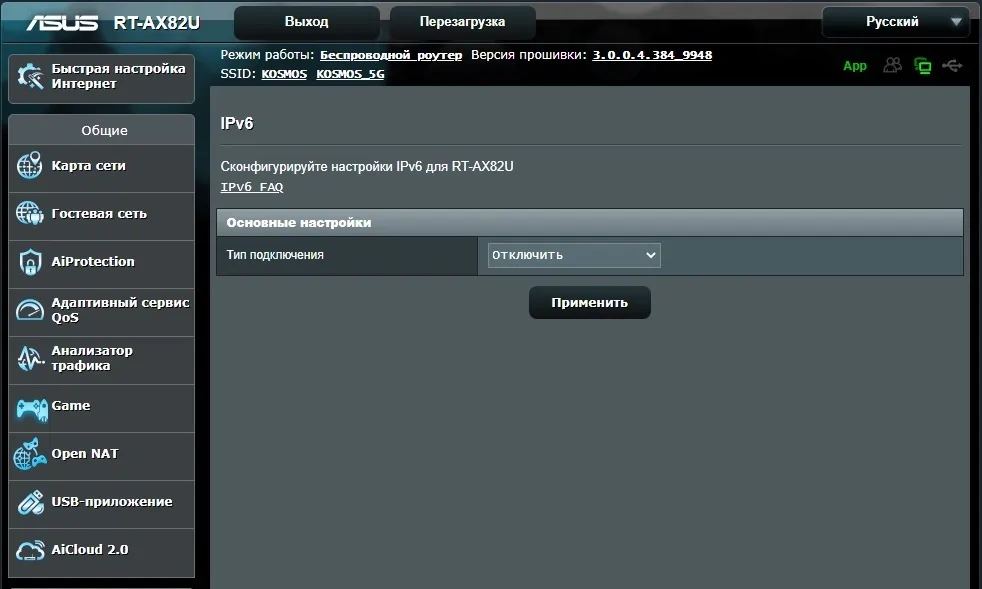 ASUS RT-AX82U Выход Перезагрузка Русский
Режим работы: Беспроводной роутер Версия прошивки: 3.0.0.4.384_9948
SSID: KOSMOS KOSMOS_5G
App
Быстрая настройка
Интернет
Общие
Карта сети
Гостевая сеть
AiProtection
Адаптивный сервис
QoS
Анализатор
трафика
Game
Open NAT
USB-приложение
AiCloud 2.0
IPv6
Сконфигурируйте настройки IPv6 для RT-AX82U
IPv6 FAQ
Основные настройки
Тип подключения Отключить
Применить